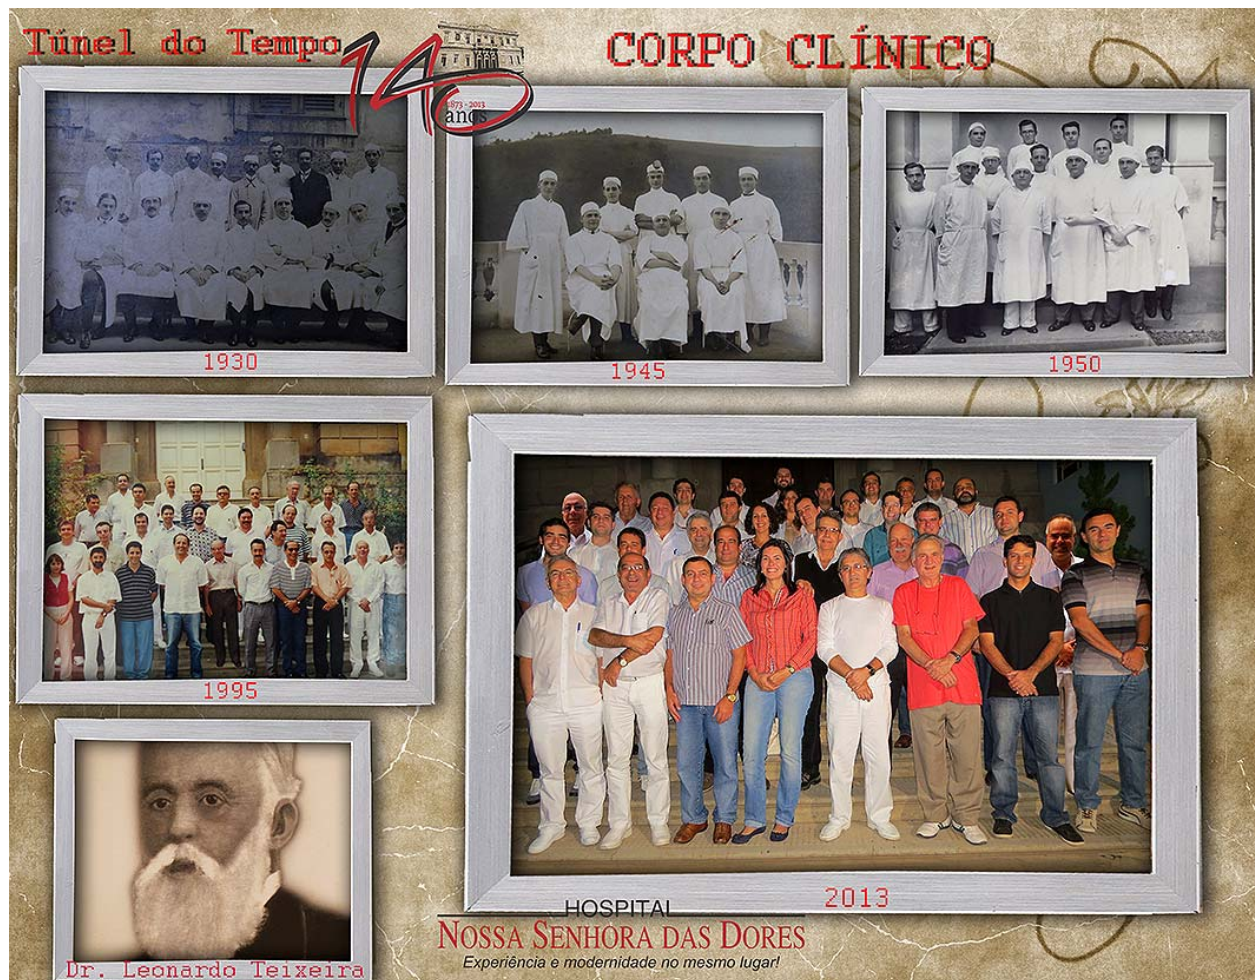 Túnel do Tempo
140
1873 - 2013
anos
CORPO CLÍNICO
1930
1945
1950
1995
2013
Dr. Leonardo Teixeira
HOSPITAL
NOSSA SENHORA DAS DORES
Experiência e modernidade no mesmo lugar!